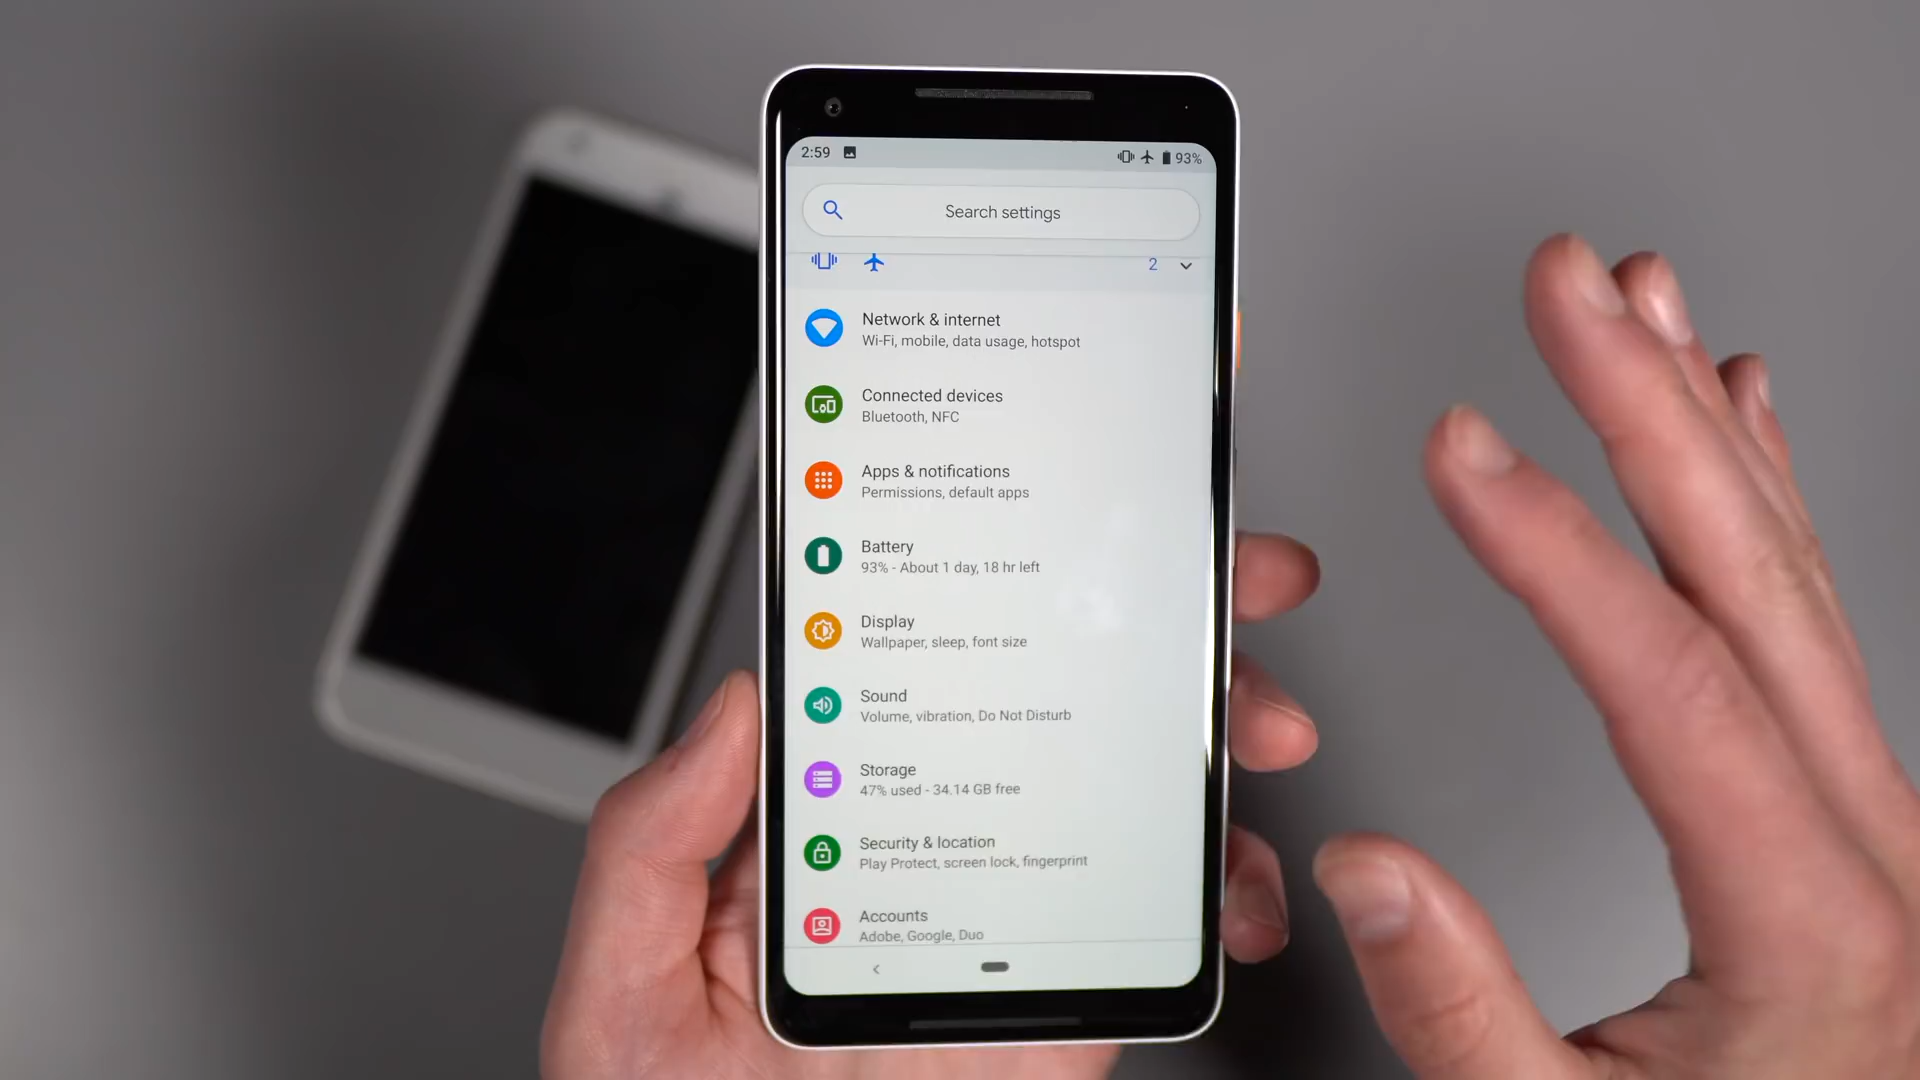 2:59 93%
Search settings
2
Network & internet
Wi-Fi, mobile, data usage, hotspot
Connected devices
Bluetooth, NFC
Apps & notifications
Permissions, default apps
Battery
93% - About 1 day, 18 hr left
Display
Wallpaper, sleep, font size
Sound
Volume, vibration, Do Not Disturb
Storage
47% used - 34.14 GB free
Security & location
Play Protect, screen lock, fingerprint
Accounts
Adobe, Google, Duo